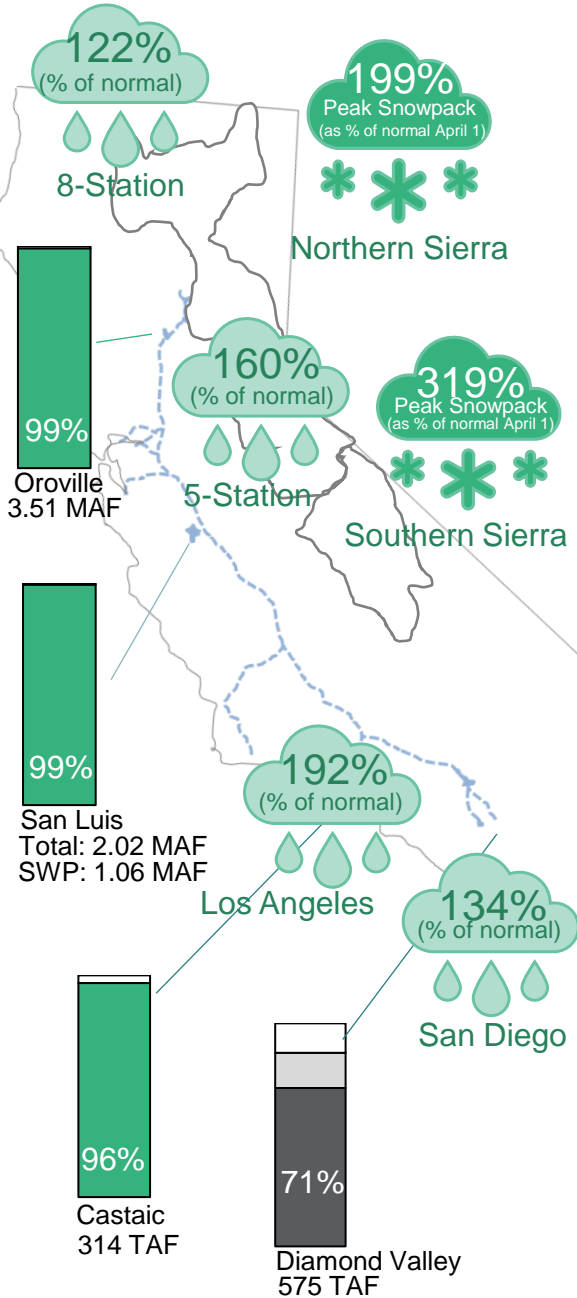 122%
(% of normal)
8-Station
199%
Peak Snowpack
(as % of normal April 1)
Northern Sierra
99%
Oroville
3.51 MAF
160%
(% of normal)
5-Station
319%
Peak Snowpack
(as % of normal April 1)
Southern Sierra
99%
San Luis
Total: 2.02 MAF
SWP: 1.06 MAF
192%
(% of normal)
Los Angeles
134%
(% of normal)
San Diego
96%
Castaic
314 TAF
71%
Diamond Valley
575 TAF